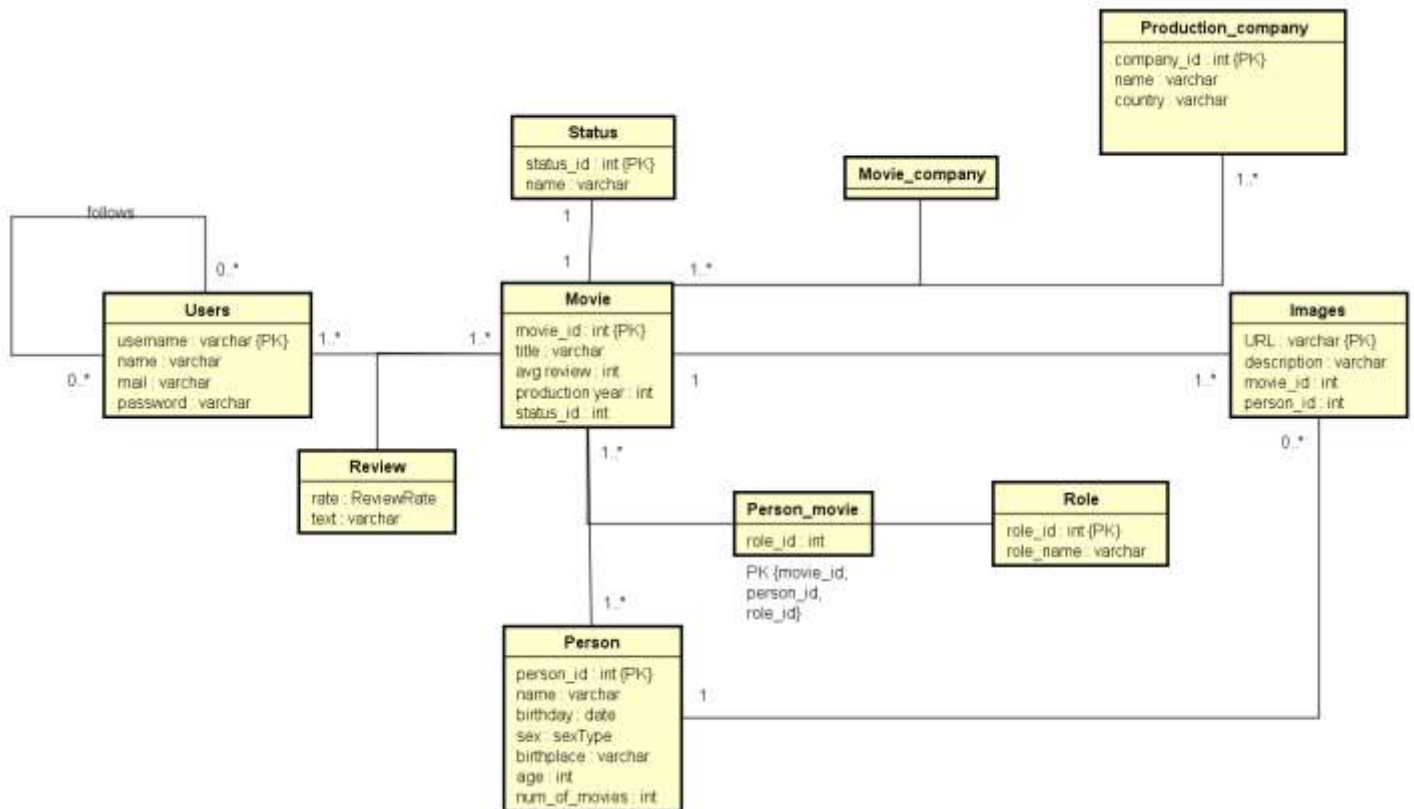 Production_company
company_id : int {PK}
name : varchar
country : varchar
Status
status_id : int {PK}
name : varchar
Movie_company
1..*
follows
1
0..*
1
1..*
Users
username : varchar {PK}
name : varchar
mail : varchar
password : varchar
0..*
1..*
1..*
Movie
movie_id : int {PK}
title : varchar
avg review : int
production year : int
status_id : int
1
1..*
Images
URL : varchar {PK}
description : varchar
movie_id : int
person_id : int
Review
rate : ReviewRate
text : varchar
1..*
0..*
Person_movie
role_id : int
PK {movie_id,
person_id,
role_id}
Role
role_id : int {PK}
role_name : varchar
1..*
Person
person_id : int {PK}
name : varchar
birthday : date
sex : sexType
birthplace : varchar
age : int
num_of_movies : int
1